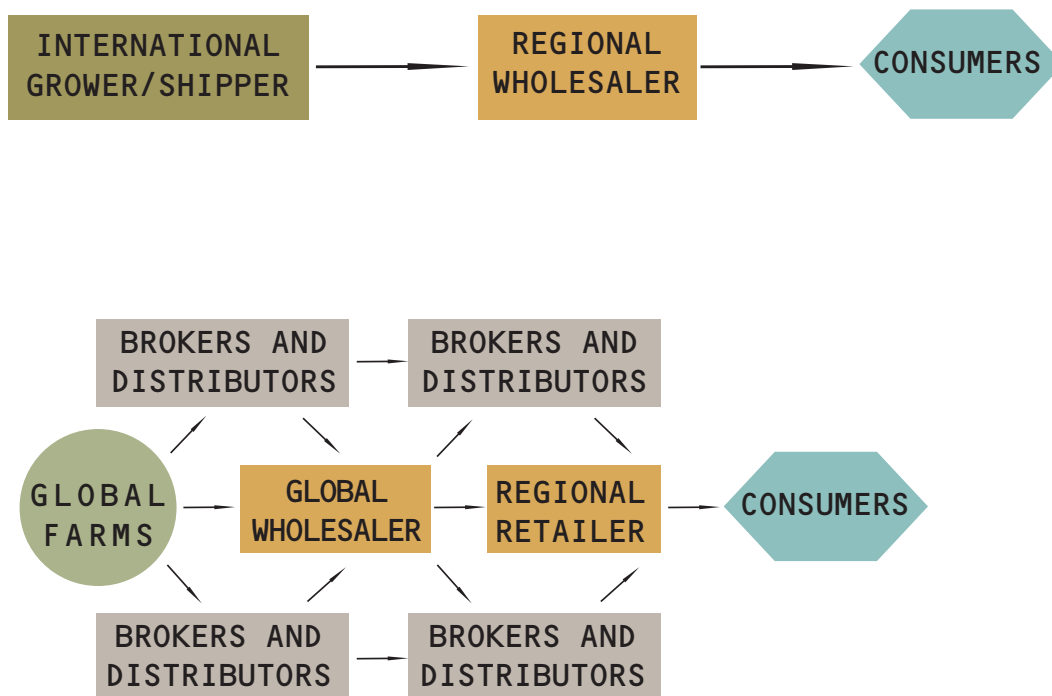 INTERNATIONAL
GROWER/SHIPPER
REGIONAL
WHOLESALER
CONSUMERS
BROKERS AND
DISTRIBUTORS
BROKERS AND
DISTRIBUTORS
GLOBAL
FARMS
GLOBAL
WHOLESALER
REGIONAL
RETAILER
CONSUMERS
BROKERS AND
DISTRIBUTORS
BROKERS AND
DISTRIBUTORS